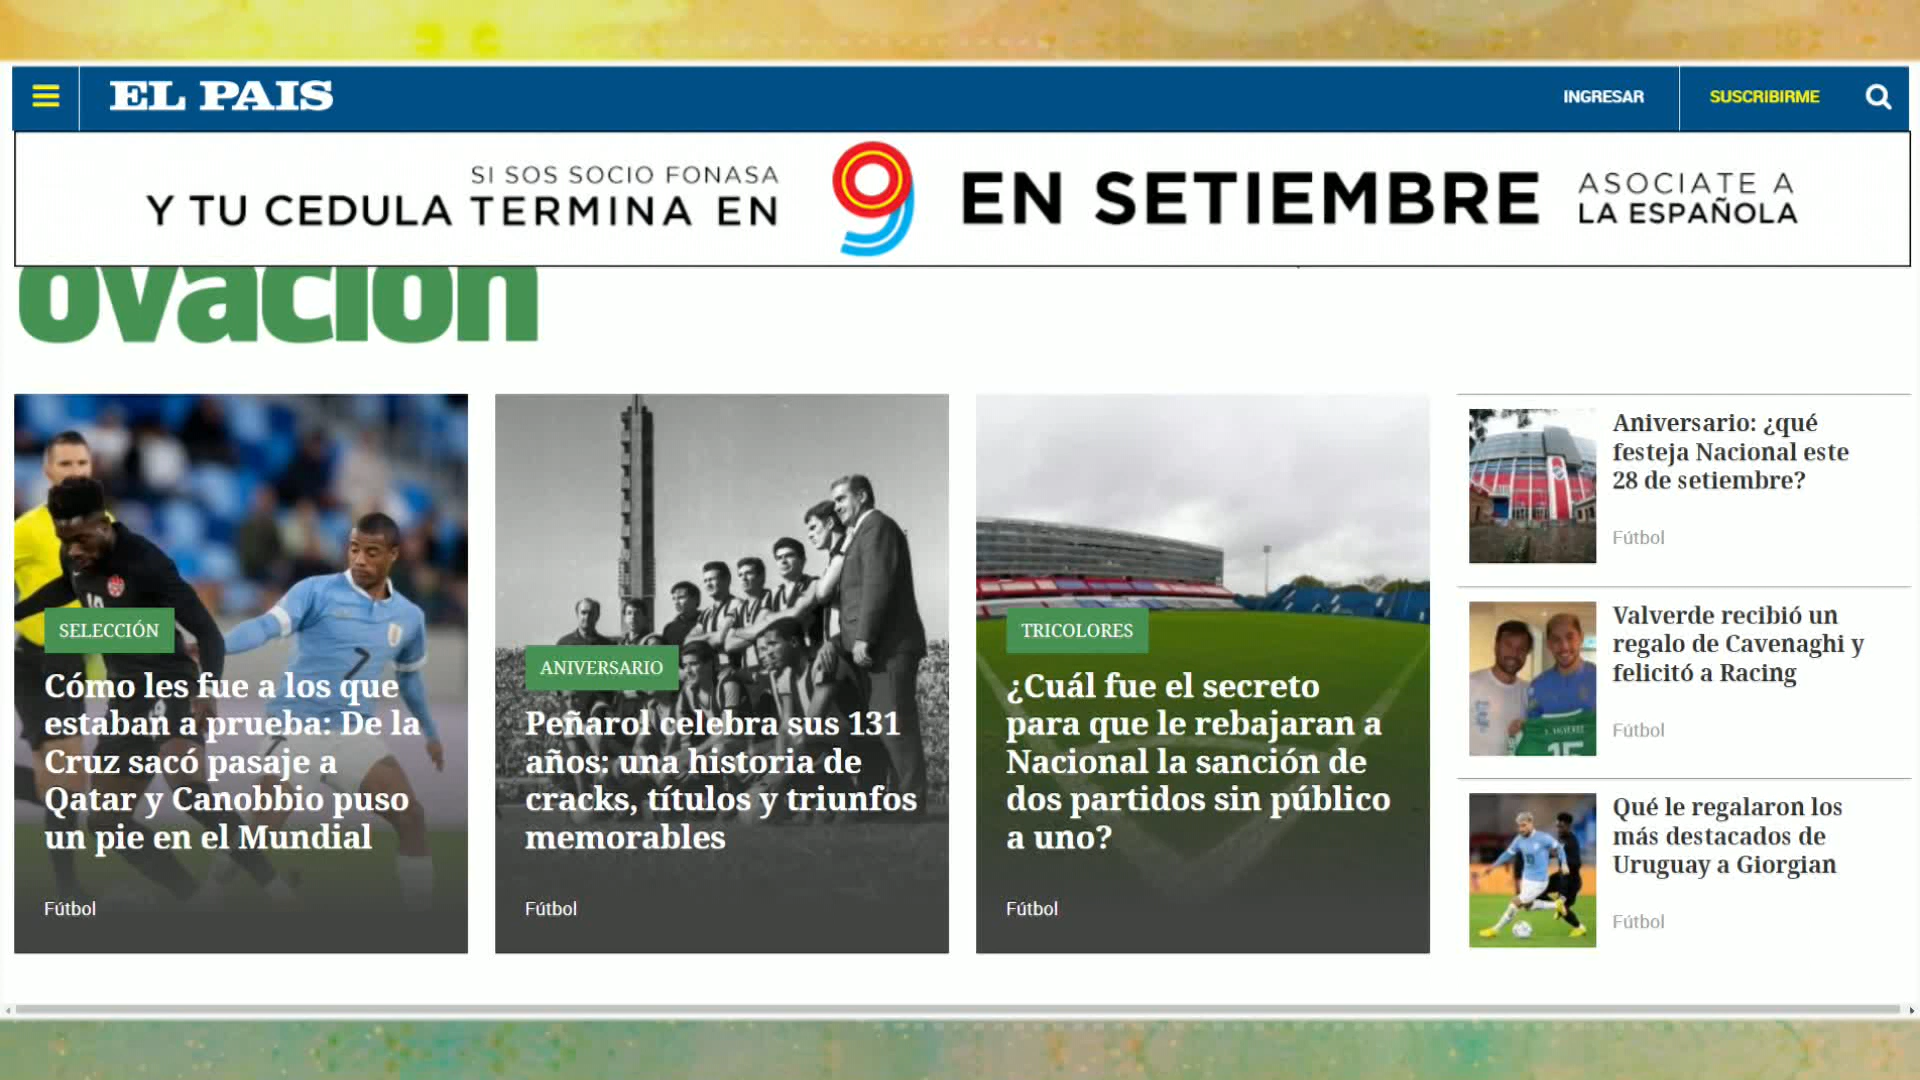 EL PAIS
INGRESAR
SUSCRIBIRME
SI SOS SOCIO FONASA
Y TU CEDULA TERMINA EN
9
EN SETIEMBRE
ASOCIATE A
LA ESPAÑOLA
ovación
SELECCIÓN
Cómo les fue a los que
estaban a prueba: De la
Cruz sacó pasaje a
Qatar y Canobbio puso
un pie en el Mundial
Fútbol
ANIVERSARIO
Peñarol celebra sus 131
años: una historia de
cracks, títulos y triunfos
memorables
Fútbol
TRICOLORES
¿Cuál fue el secreto
para que le rebajaran a
Nacional la sanción de
dos partidos sin público
a uno?
Fútbol
Aniversario: ¿qué
festeja Nacional este
28 de setiembre?
Fútbol
Valverde recibió un
regalo de Cavenaghi y
felicitó a Racing
Fútbol
Qué le regalaron los
más destacados de
Uruguay a Giorgian
Fútbol
7
15